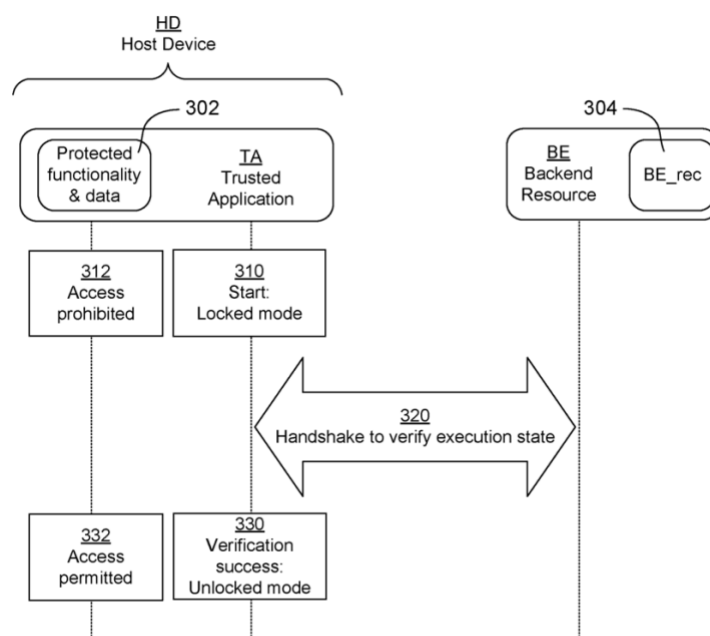 HD
Host Device
302
304
Protected
functionality
& data
TA
Trusted
Application
BE
Backend
Resource
BE_rec
312
Access
prohibited
310
Start:
Locked mode
320
Handshake to verify execution state
332
Access
permitted
330
Verification
success:
Unlocked mode